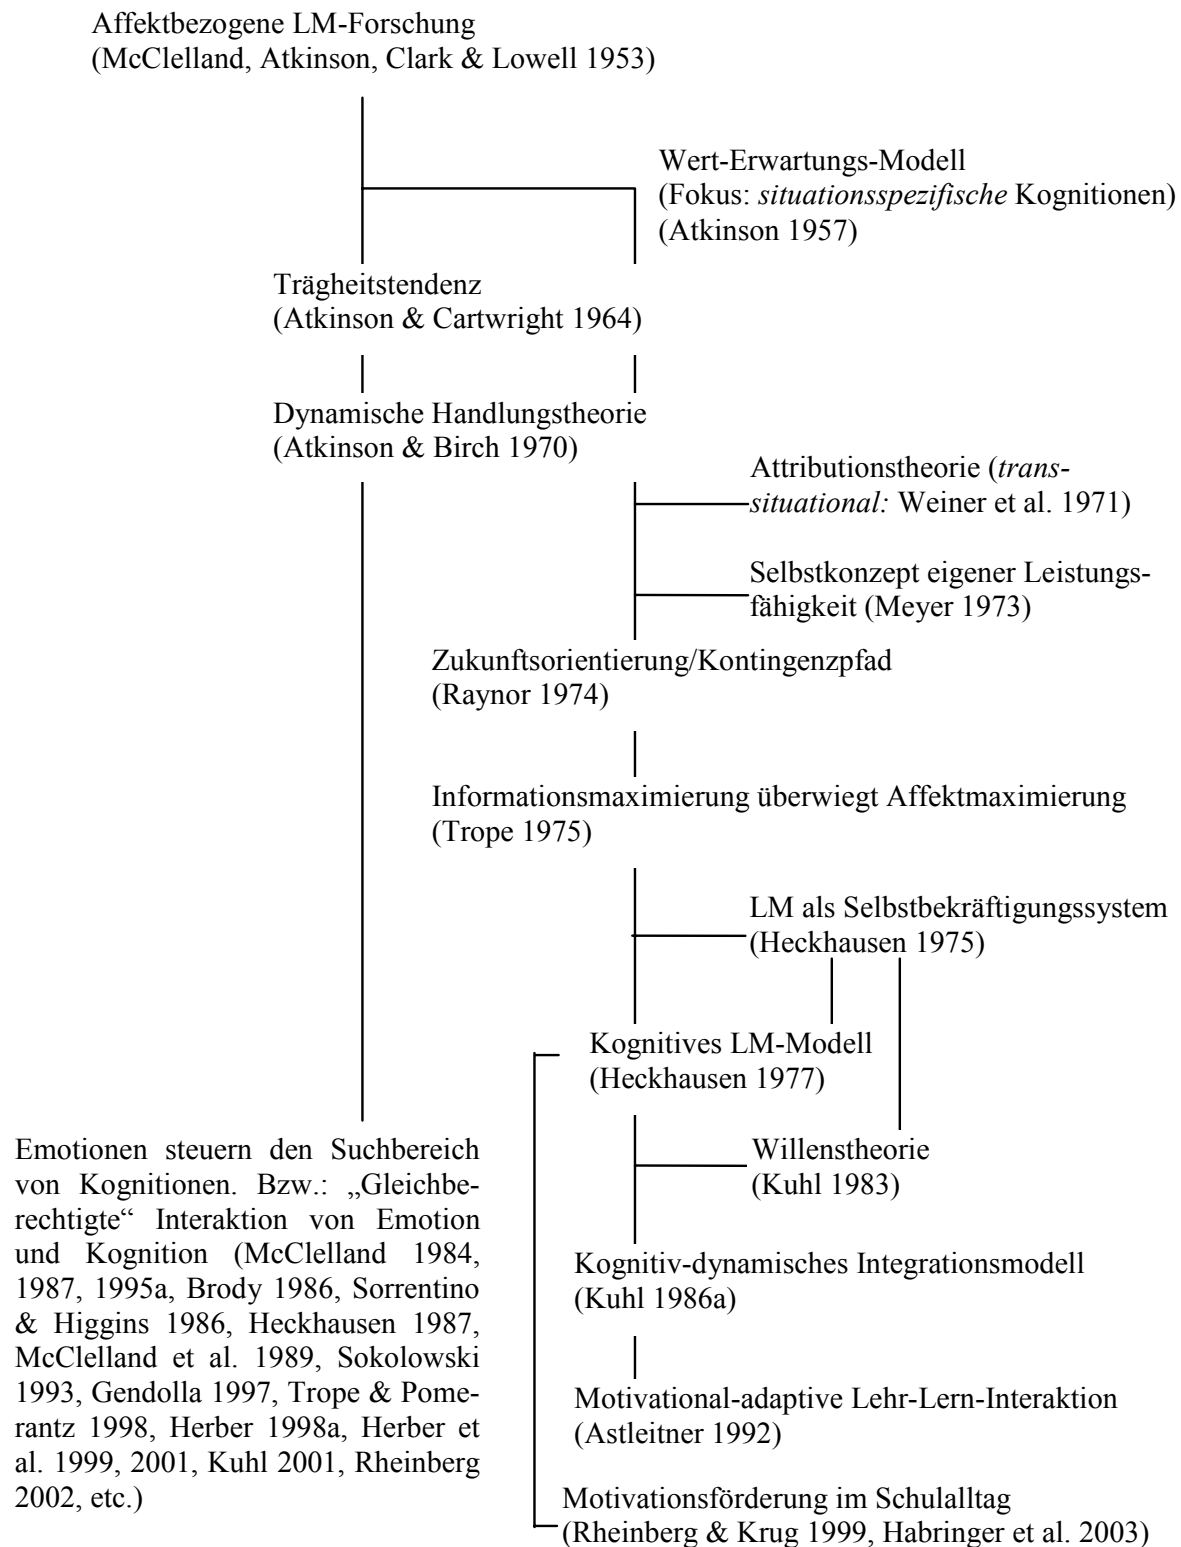 Affektbezogene LM-Forschung
(McClelland, Atkinson, Clark & Lowell 1953)
Wert-Erwartungs-Modell
(Fokus: situationsspezifische Kognitionen)
(Atkinson 1957)
Trägheitstendenz
(Atkinson & Cartwright 1964)
Dynamische Handlungstheorie
(Atkinson & Birch 1970)
Attributionstheorie (trans-
situational: Weiner et al. 1971)
Selbstkonzept eigener Leistungs-
fähigkeit (Meyer 1973)
Zukunftsorientierung/Kontingenzpfad
(Raynor 1974)
Informationsmaximierung überwiegt Affektmaximierung
(Trope 1975)
LM als Selbstbekräftigungssystem
(Heckhausen 1975)
Kognitives LM-Modell
(Heckhausen 1977)
Emotionen steuern den Suchbereich
von Kognitionen. Bzw.: „Gleichbe-
rechtigte“ Interaktion von Emotion
und Kognition (McClelland 1984,
1987, 1995a, Brody 1986, Sorrentino
& Higgins 1986, Heckhausen 1987,
McClelland et al. 1989, Sokolowski
1993, Gendolla 1997, Trope & Pome-
rantz 1998, Herber 1998a, Herber et
al. 1999, 2001, Kuhl 2001, Rheinberg
2002, etc.)
Willenstheorie
(Kuhl 1983)
Kognitiv-dynamisches Integrationsmodell
(Kuhl 1986a)
Motivational-adaptive Lehr-Lern-Interaktion
(Astleitner 1992)
Motivationsförderung im Schulalltag
(Rheinberg & Krug 1999, Habringer et al. 2003)